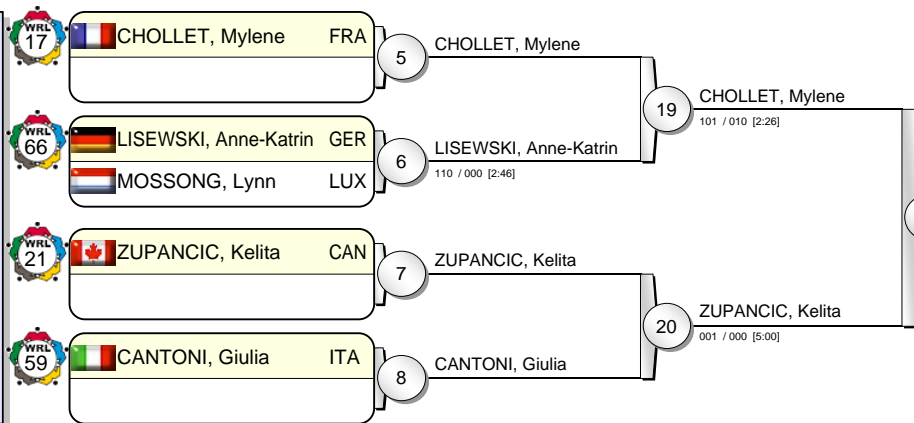 WRL
17
CHOLLET, Mylene FRA
5
CHOLLET, Mylene
WRL
66
LISEWSKI, Anne-Katrin GER
MOSSONG, Lynn LUX
6
LISEWSKI, Anne-Katrin
110 / 000 [2:46]
19
CHOLLET, Mylene
101 / 010 [2:26]
WRL
21
ZUPANCIC, Kelita CAN
7
ZUPANCIC, Kelita
WRL
59
CANTONI, Giulia ITA
8
CANTONI, Giulia
20
ZUPANCIC, Kelita
001 / 000 [5:00]